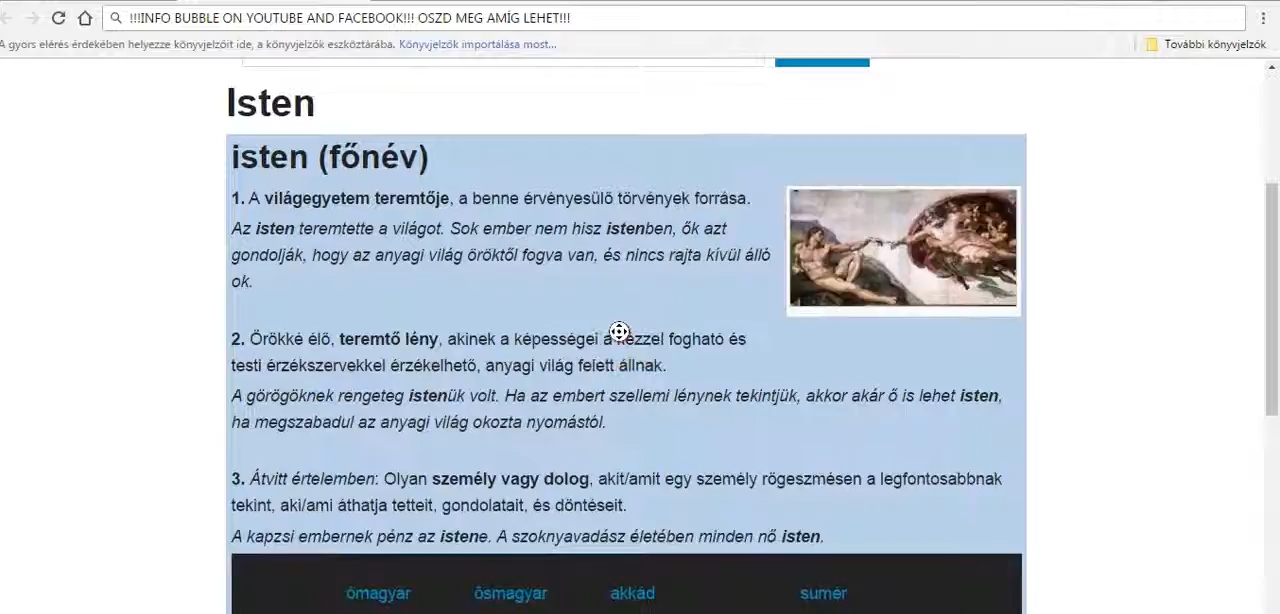 !!!INFO BUBBLE ON YOUTUBE AND FACEBOOK!!! OSZD MEG AMÍG LEHET!!!
A gyors elérés érdekében helyezze könyvjelzőit ide, a könyvjelzők eszköztárába. Könyvjelzők importálása most...
További könyvjelzők
Isten
isten (főnév)
1. A világegyetem teremtője, a benne érvényesülő törvények forrása.
Az isten teremtette a világot. Sok ember nem hisz istenben, ők azt
gondolják, hogy az anyagi világ öröktől fogva van, és nincs rajta kívül álló
ok.
2. Örökké élő, teremtő lény, akinek a képességei a kézzel fogható és
testi érzékszervekkel érzékelhető, anyagi világ felett állnak.
A görögöknek rengeteg istenük volt. Ha az embert szellemi lénynek tekintjük, akkor akár ő is lehet isten,
ha megszabadul az anyagi világ okozta nyomástól.
3. Átvitt értelemben: Olyan személy vagy dolog, akit/amit egy személy rögeszmésen a legfontosabbnak
tekint, aki/ami áthatja tetteit, gondolatait, és döntéseit.
A kapzsi embernek pénz az istene. A szoknyavadász életében minden nő isten.
ómagyar ősmagyar akkád sumér